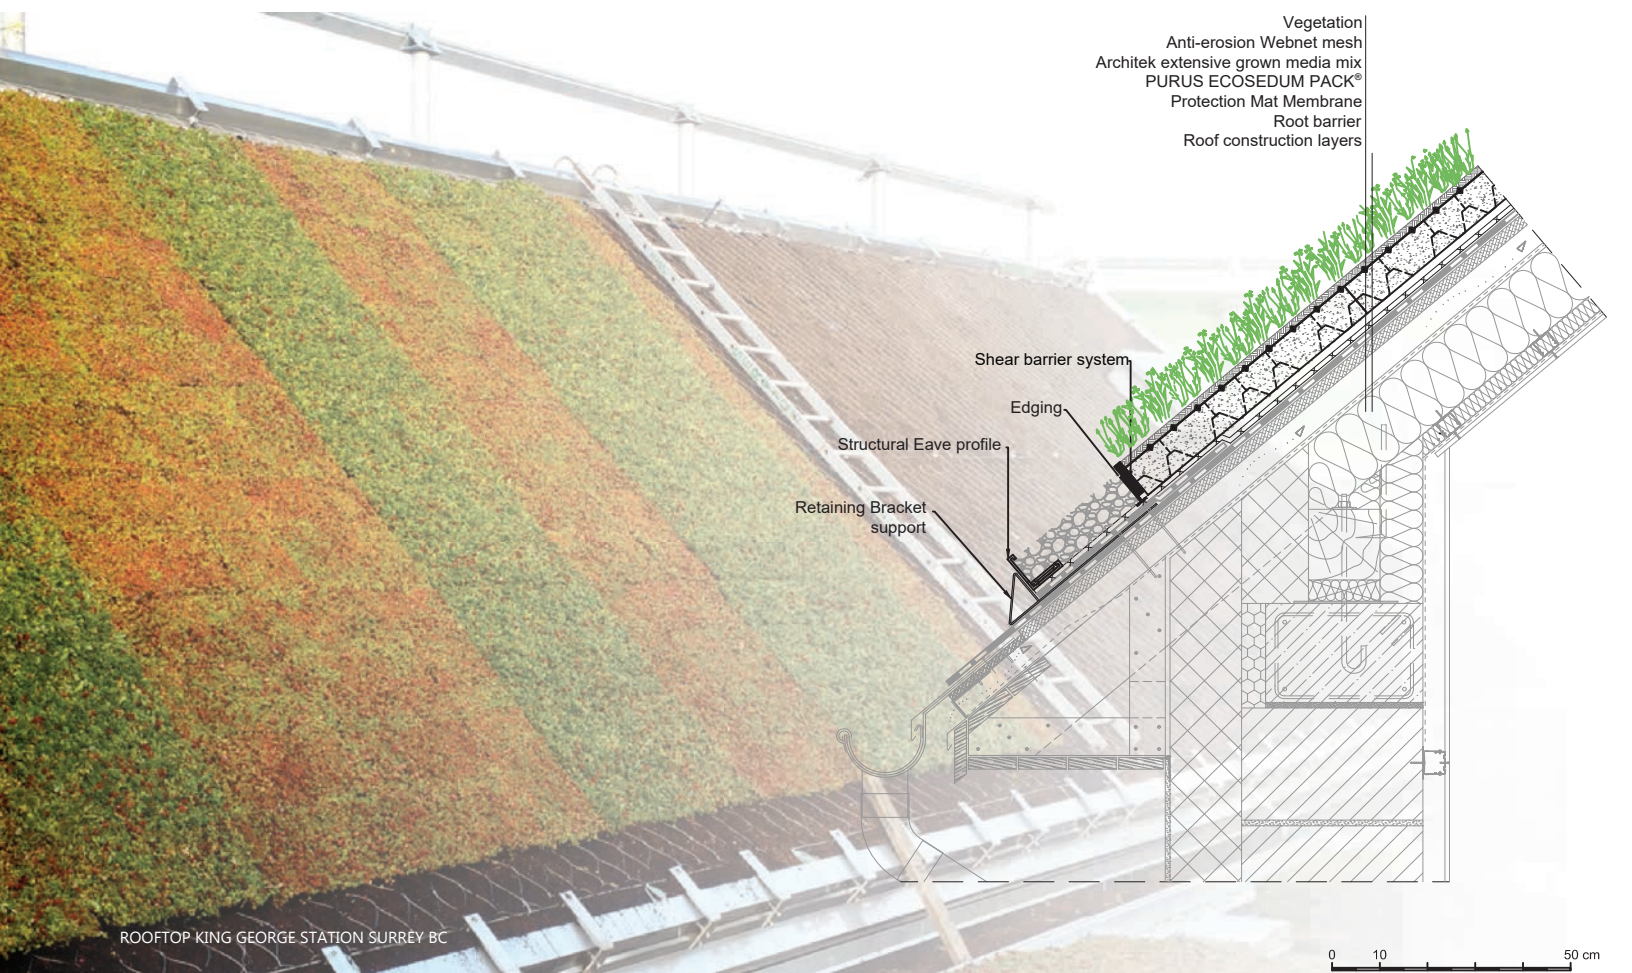 Vegetation
Anti-erosion Webnet mesh
Architek extensive grown media mix
PURUS ECOSEDUM PACK®
Protection Mat Membrane
Root barrier
Roof construction layers
Shear barrier system
Edging
Structural Eave profile
Retaining Bracket
support
ROOFTOP KING GEORGE STATION SURREY BC
0 10 50 cm